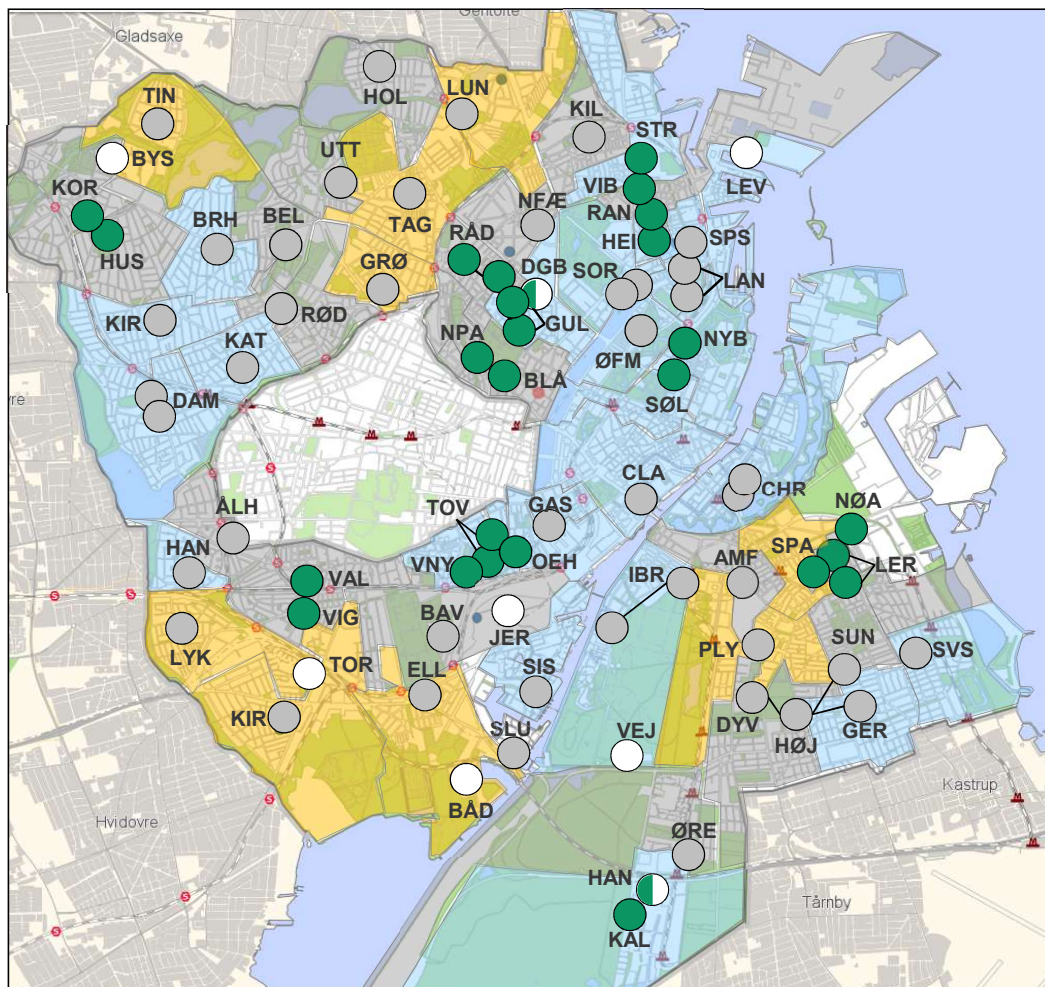 Gladsaxe
Gentofte
HOL
LUN
TIN
KIL
STR
BYS
UTT
LEV
KOR
VIB
TAG
NFÆ
RAN
BRH
BEL
HUS
RÅD
HEI
SPS
GRØ
DGB
SOR
LAN
KIR
RØD
GUL
NPA
KAT
ØFM
NYB
BLÅ
DAM
SØL
CLA
CHR
TOV
GAS
NØA
ÅLH
HAN
SPA
AMF
LER
VNY
OEH
IBR
VAL
VIG
BAV
JER
SUN
LYK
PLY
SVS
TOR
ELL
SIS
DYV
GER
KIR
SLU
VEJ
HØJ
BÅD
Kastrup
Hvidovre
ØRE
HAN
Tårnby
KAL